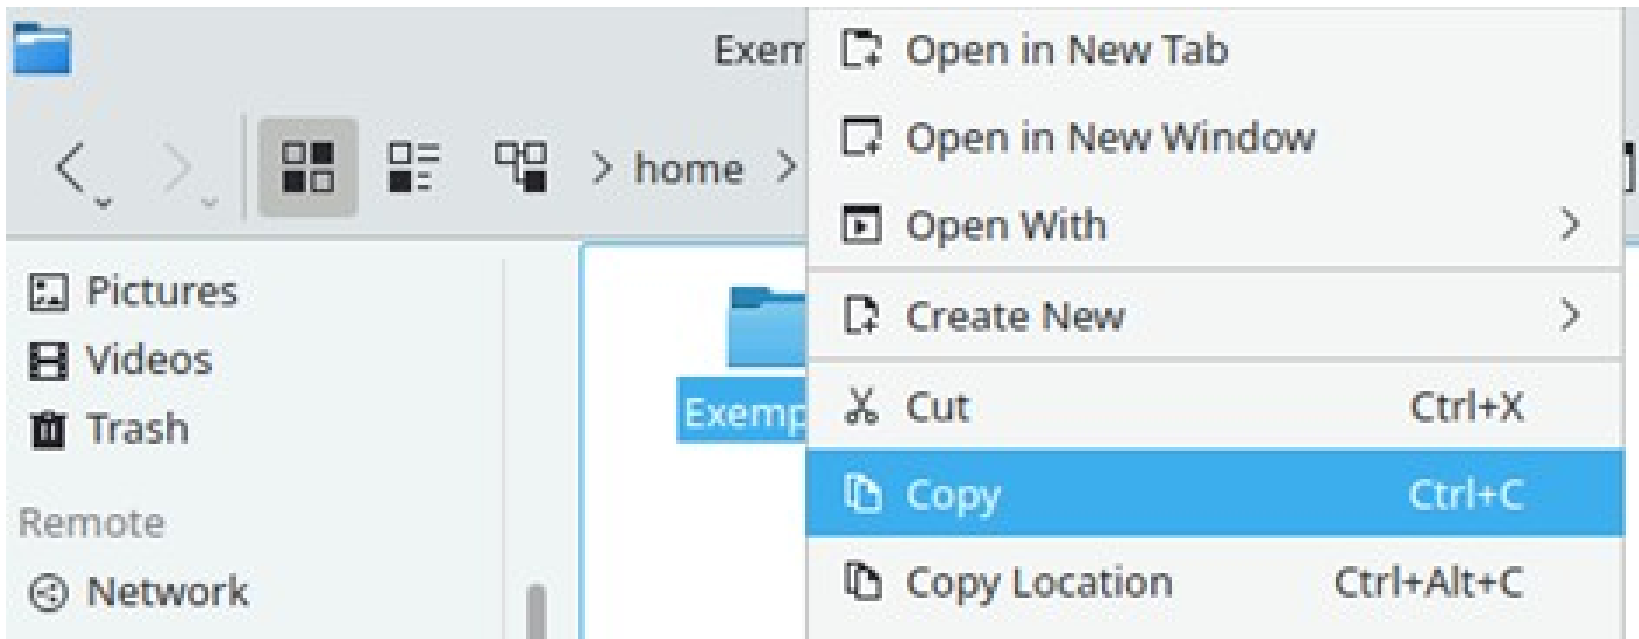 Exem
home
Pictures
Videos
Trash
Remote
Network
Exemp
Open in New Tab
Open in New Window
Open With
Create New
Cut Ctrl+X
Copy Ctrl+C
Copy Location Ctrl+Alt+C